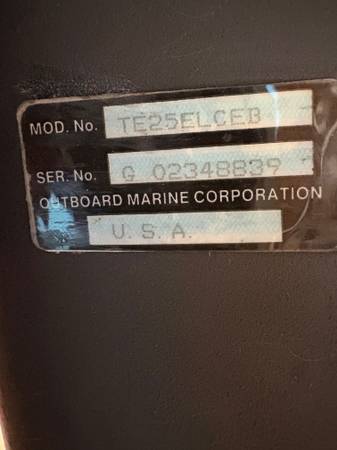 MOD. No. TE25ELCEB
SER. No. G 02348839
OUTBOARD MARINE CORPORATION
U. S. A.